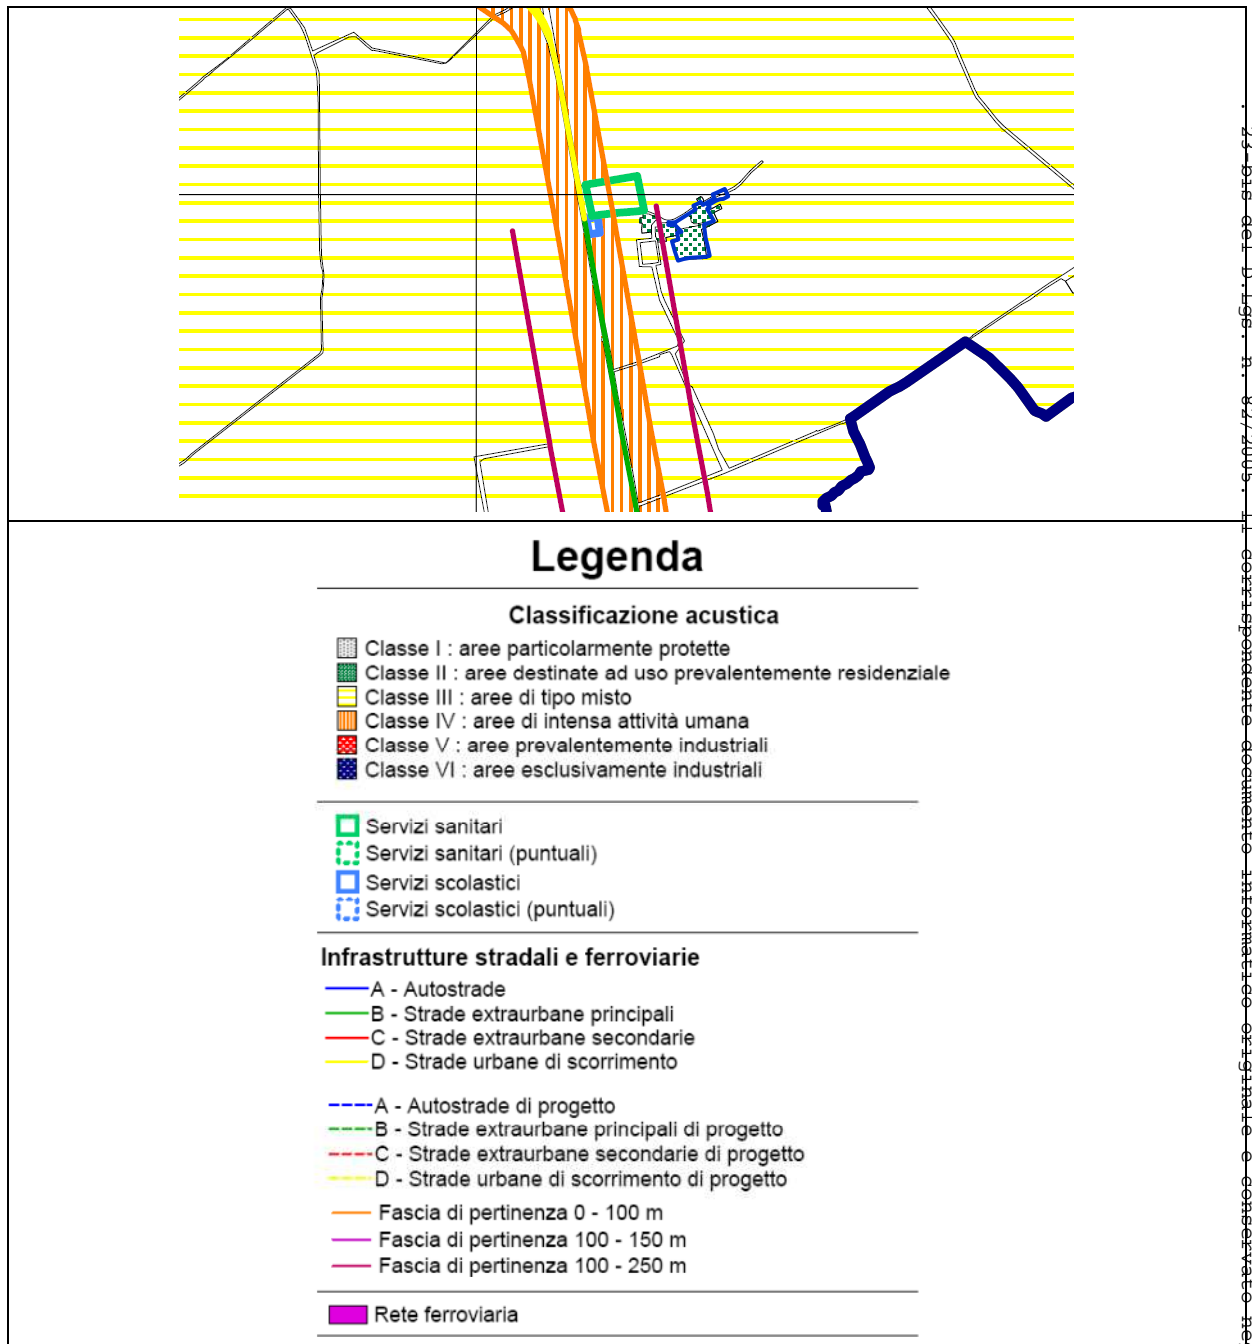 Legenda
Classificazione acustica
Classe I : aree particolarmente protette
Classe II : aree destinate ad uso prevalentemente residenziale
Classe III : aree di tipo misto
Classe IV : aree di intensa attività umana
Classe V : aree prevalentemente industriali
Classe VI : aree esclusivamente industriali
Servizi sanitari
Servizi sanitari (puntuali)
Servizi scolastici
Servizi scolastici (puntuali)
Infrastrutture stradali e ferroviarie
A - Autostrade
B - Strade extraurbane principali
C - Strade extraurbane secondarie
D - Strade urbane di scorrimento
A - Autostrade di progetto
B - Strade extraurbane principali di progetto
C - Strade extraurbane secondarie di progetto
D - Strade urbane di scorrimento di progetto
Fascia di pertinenza 0 - 100 m
Fascia di pertinenza 100 - 150 m
Fascia di pertinenza 100 - 250 m
Rete ferroviaria
. 23-bis del D.Lgs. n. 82/2005. Il corrispondente documento informatico originale è conservato